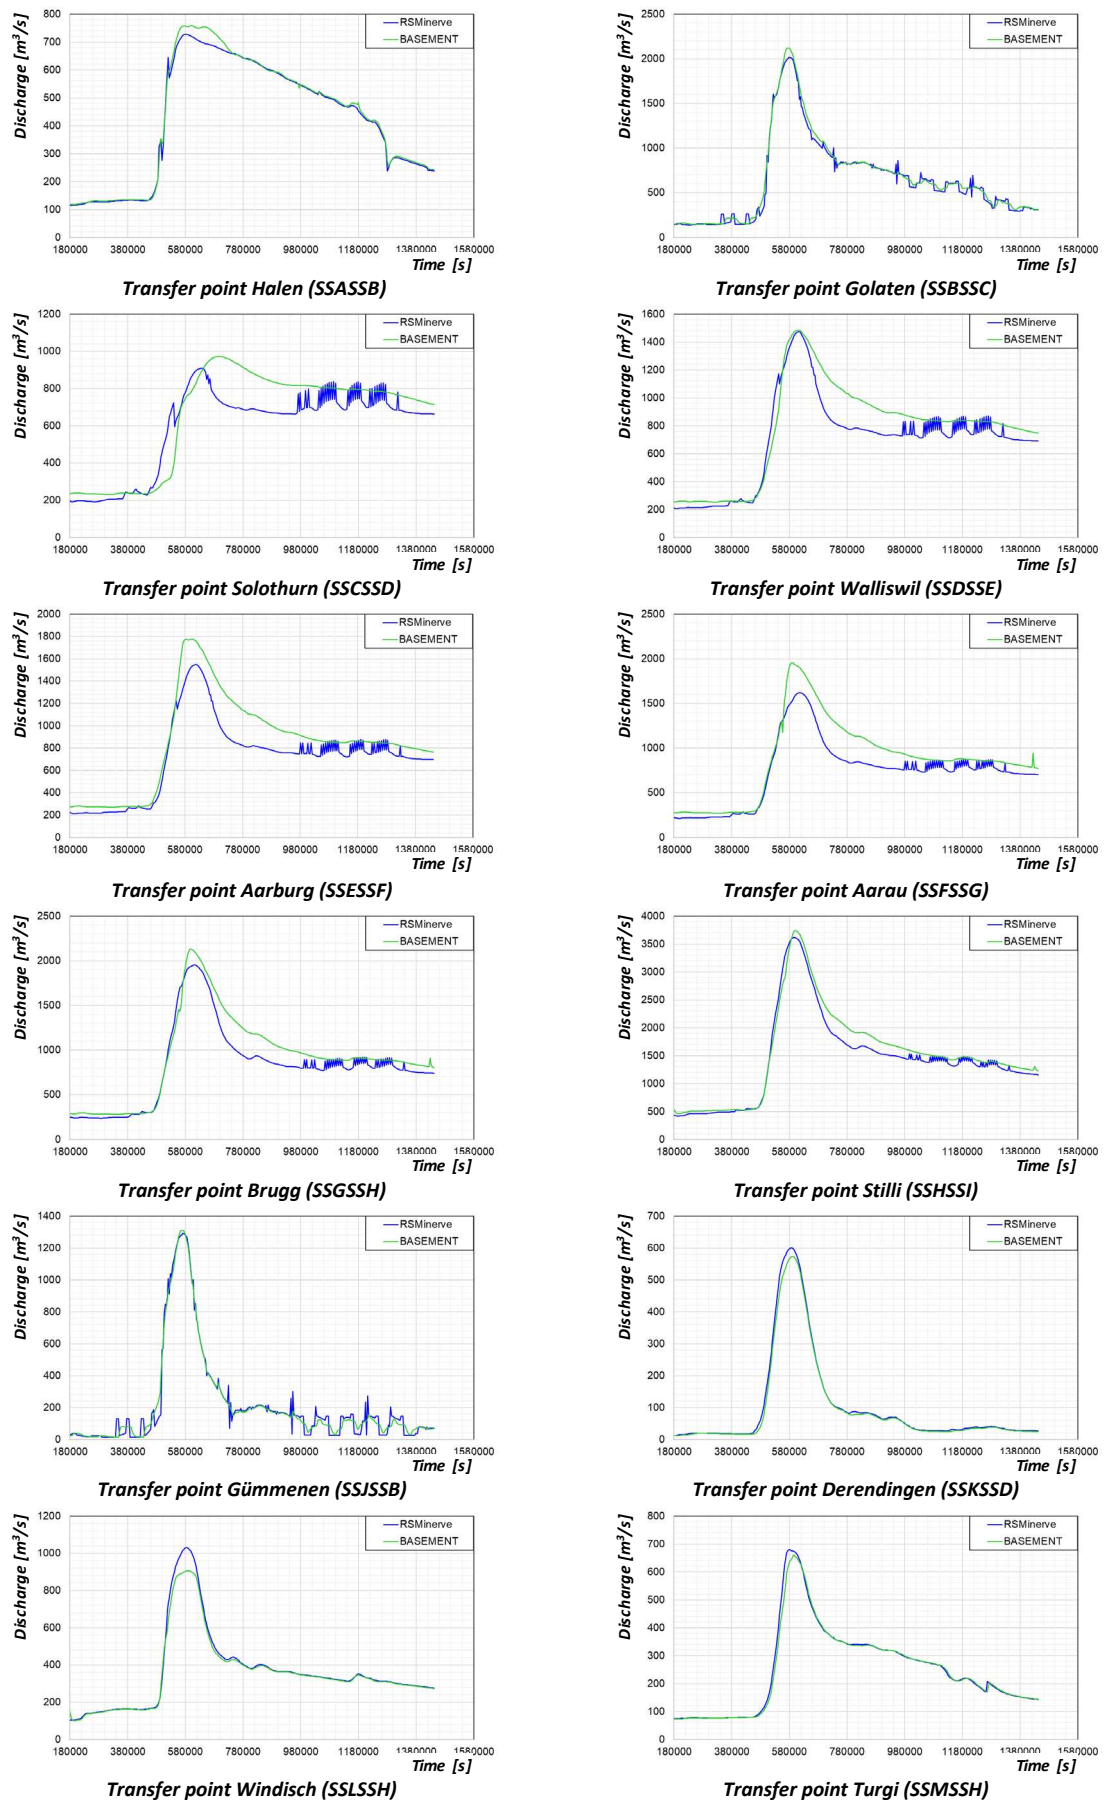 Discharge [m³/s]
800
700
600
500
400
300
200
100
0
RSMinerve
BASEMENT
180000 380000 580000 780000 980000 1180000 1380000 1580000
Time [s]
Transfer point Halen (SSASSB)
Discharge [m³/s]
2500
2000
1500
1000
500
0
RSMinerve
BASEMENT
180000 380000 580000 780000 980000 1180000 1380000 1580000
Time [s]
Transfer point Golaten (SSBSSC)
Discharge [m³/s]
1200
1000
800
600
400
200
0
RSMinerve
BASEMENT
180000 380000 580000 780000 980000 1180000 1380000 1580000
Time [s]
Transfer point Solothurn (SSCSSD)
Discharge [m³/s]
1600
1400
1200
1000
800
600
400
200
0
RSMinerve
BASEMENT
180000 380000 580000 780000 980000 1180000 1380000 1580000
Time [s]
Transfer point Walliswil (SSDSSE)
Discharge [m³/s]
2000
1800
1600
1400
1200
1000
800
600
400
200
0
RSMinerve
BASEMENT
180000 380000 580000 780000 980000 1180000 1380000 1580000
Time [s]
Transfer point Aarburg (SSESSF)
Discharge [m³/s]
2500
2000
1500
1000
500
0
RSMinerve
BASEMENT
180000 380000 580000 780000 980000 1180000 1380000 1580000
Time [s]
Transfer point Aarau (SSFSSG)
Discharge [m³/s]
2500
2000
1500
1000
500
0
RSMinerve
BASEMENT
180000 380000 580000 780000 980000 1180000 1380000 1580000
Time [s]
Transfer point Brugg (SSGSSH)
Discharge [m³/s]
4000
3500
3000
2500
2000
1500
1000
500
0
RSMinerve
BASEMENT
180000 380000 580000 780000 980000 1180000 1380000 1580000
Time [s]
Transfer point Stilli (SSHSSI)
Discharge [m³/s]
1400
1200
1000
800
600
400
200
0
RSMinerve
BASEMENT
180000 380000 580000 780000 980000 1180000 1380000 1580000
Time [s]
Transfer point Gümmenen (SSJSSB)
Discharge [m³/s]
700
600
500
400
300
200
100
0
RSMinerve
BASEMENT
180000 380000 580000 780000 980000 1180000 1380000 1580000
Time [s]
Transfer point Derendingen (SSKSSD)
Discharge [m³/s]
1200
1000
800
600
400
200
0
RSMinerve
BASEMENT
180000 380000 580000 780000 980000 1180000 1380000 1580000
Time [s]
Transfer point Windisch (SSLSSH)
Discharge [m³/s]
800
700
600
500
400
300
200
100
0
RSMinerve
BASEMENT
180000 380000 580000 780000 980000 1180000 1380000 1580000
Time [s]
Transfer point Turgi (SSMSSH)